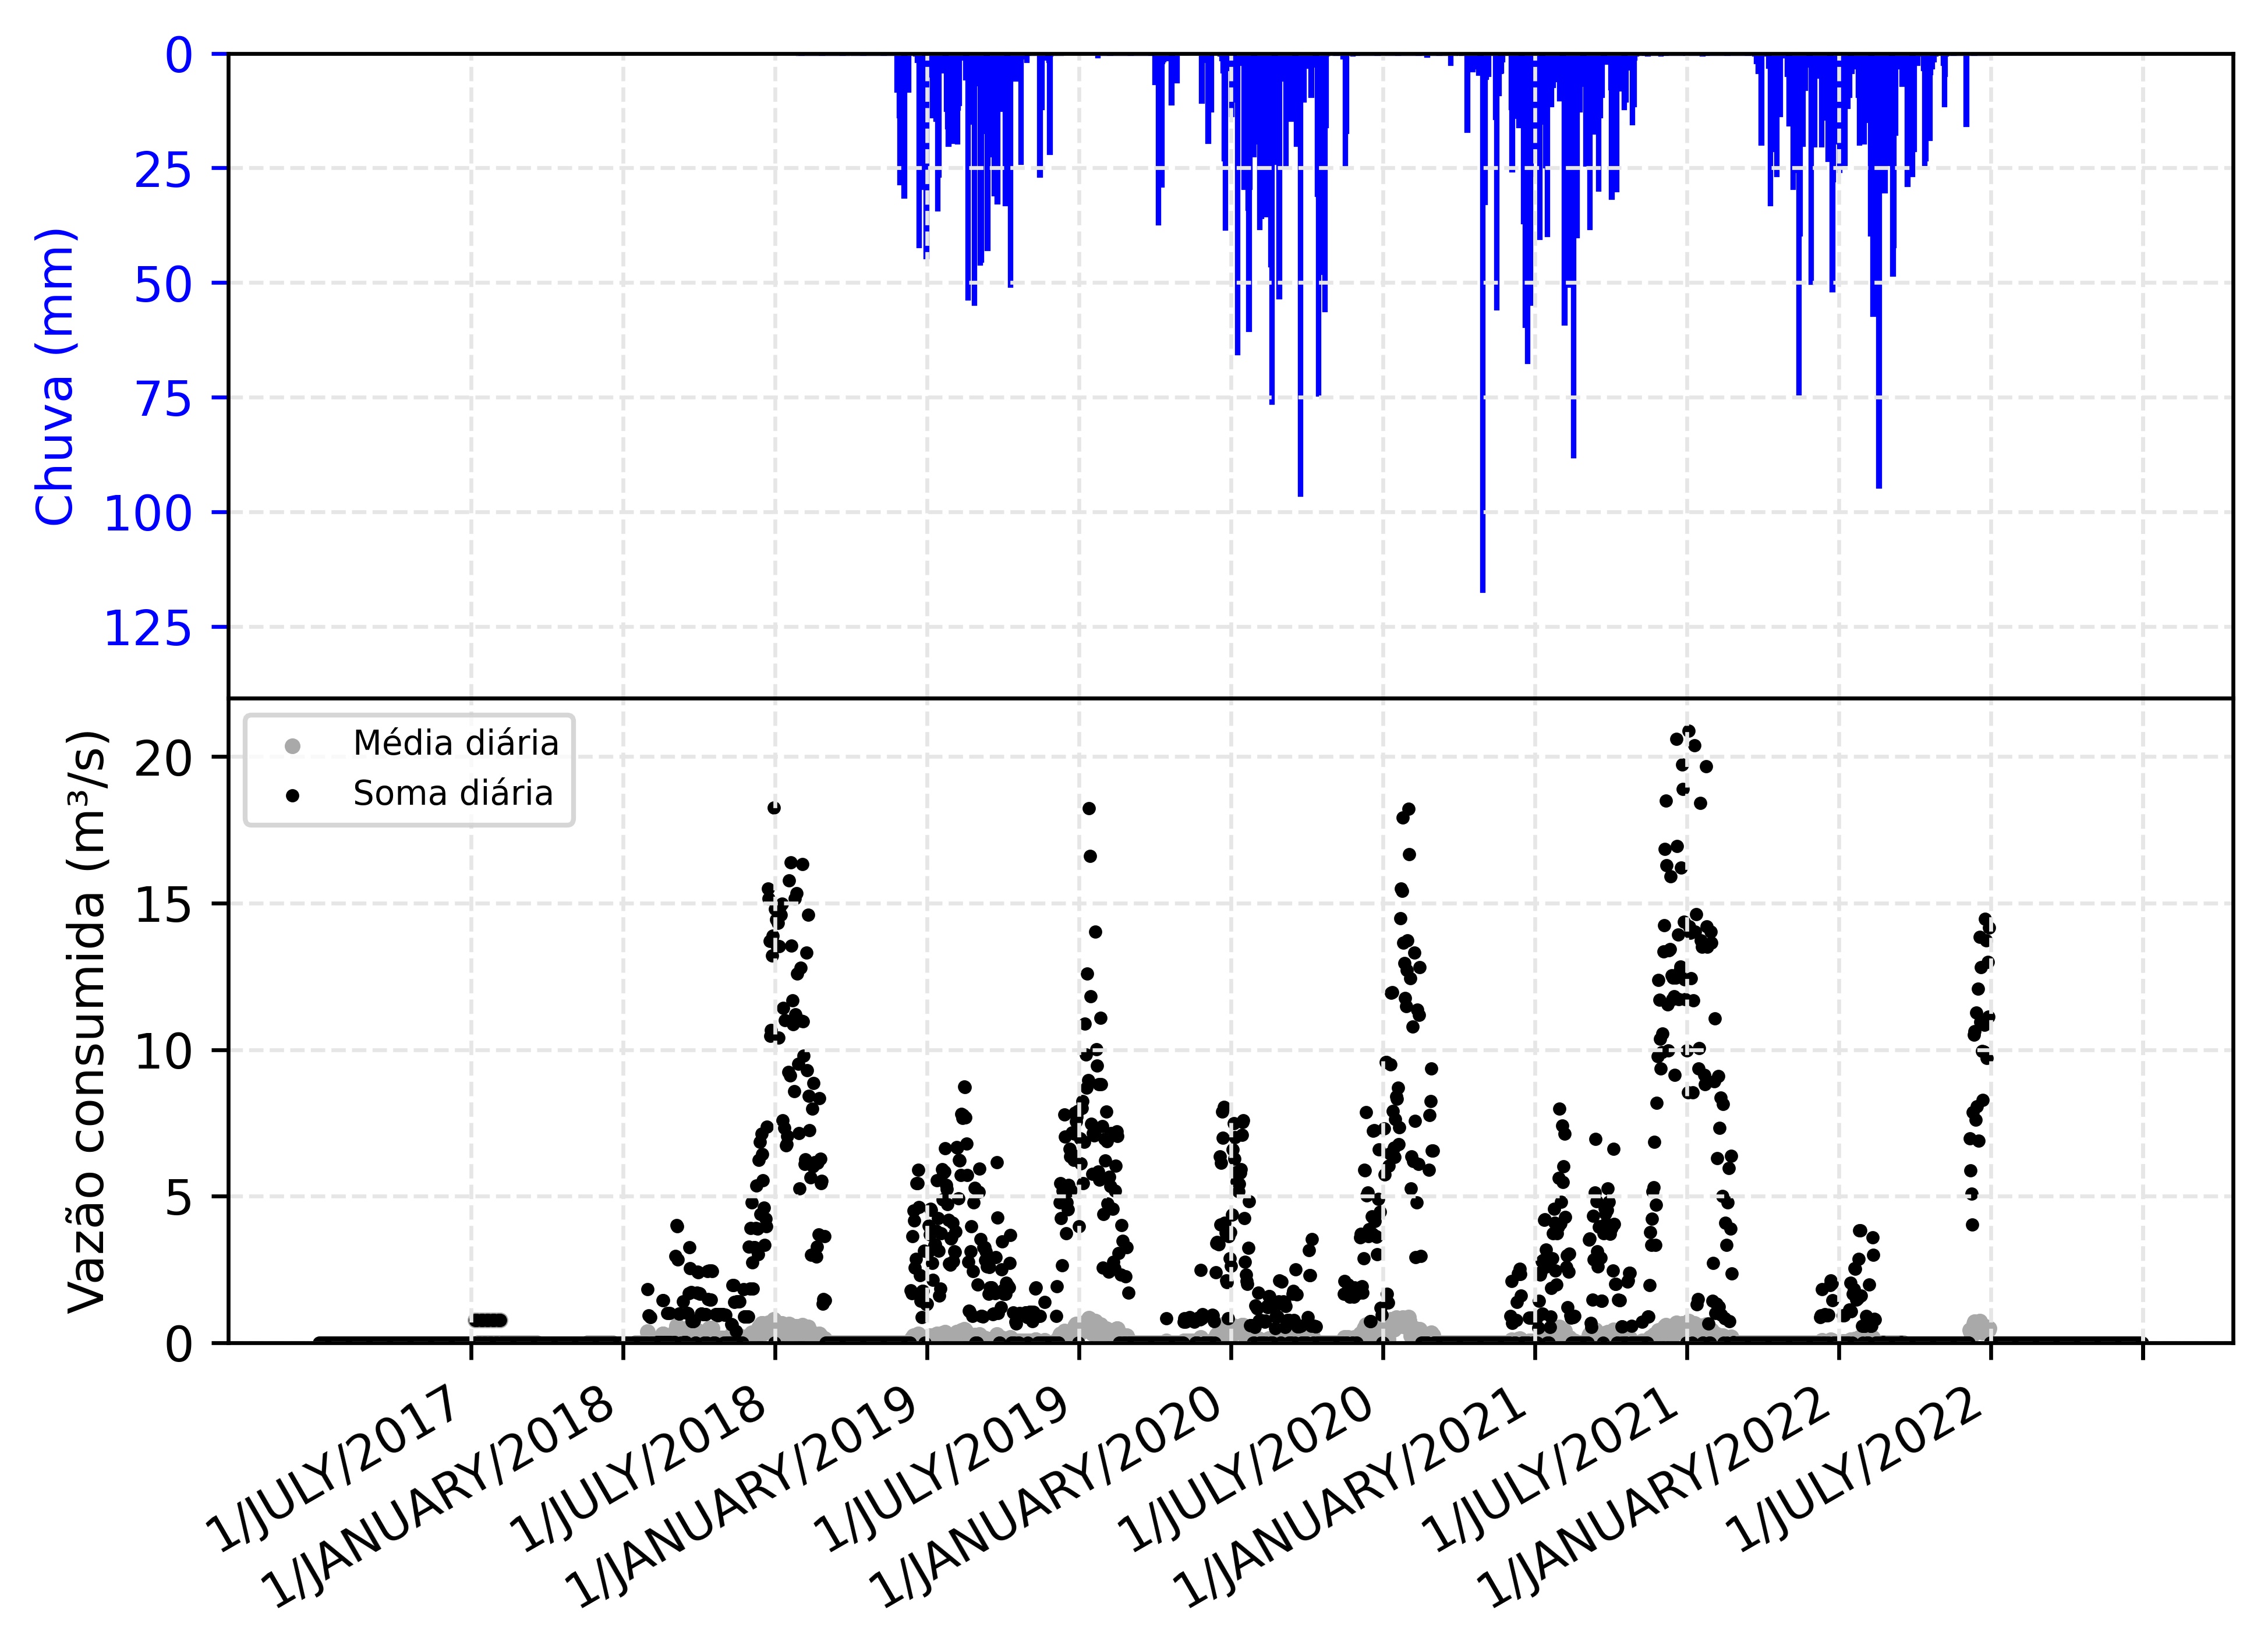 0
25
50
75
100
125
Chuva (mm)
Média diária
Soma diária
20
15
10
5
0
Vazão consumida (m³/s)
1/JULY/2017
1/JANUARY/2018
1/JULY/2018
1/JANUARY/2019
1/JULY/2019
1/JANUARY/2020
1/JULY/2020
1/JANUARY/2021
1/JULY/2021
1/JANUARY/2022
1/JULY/2022